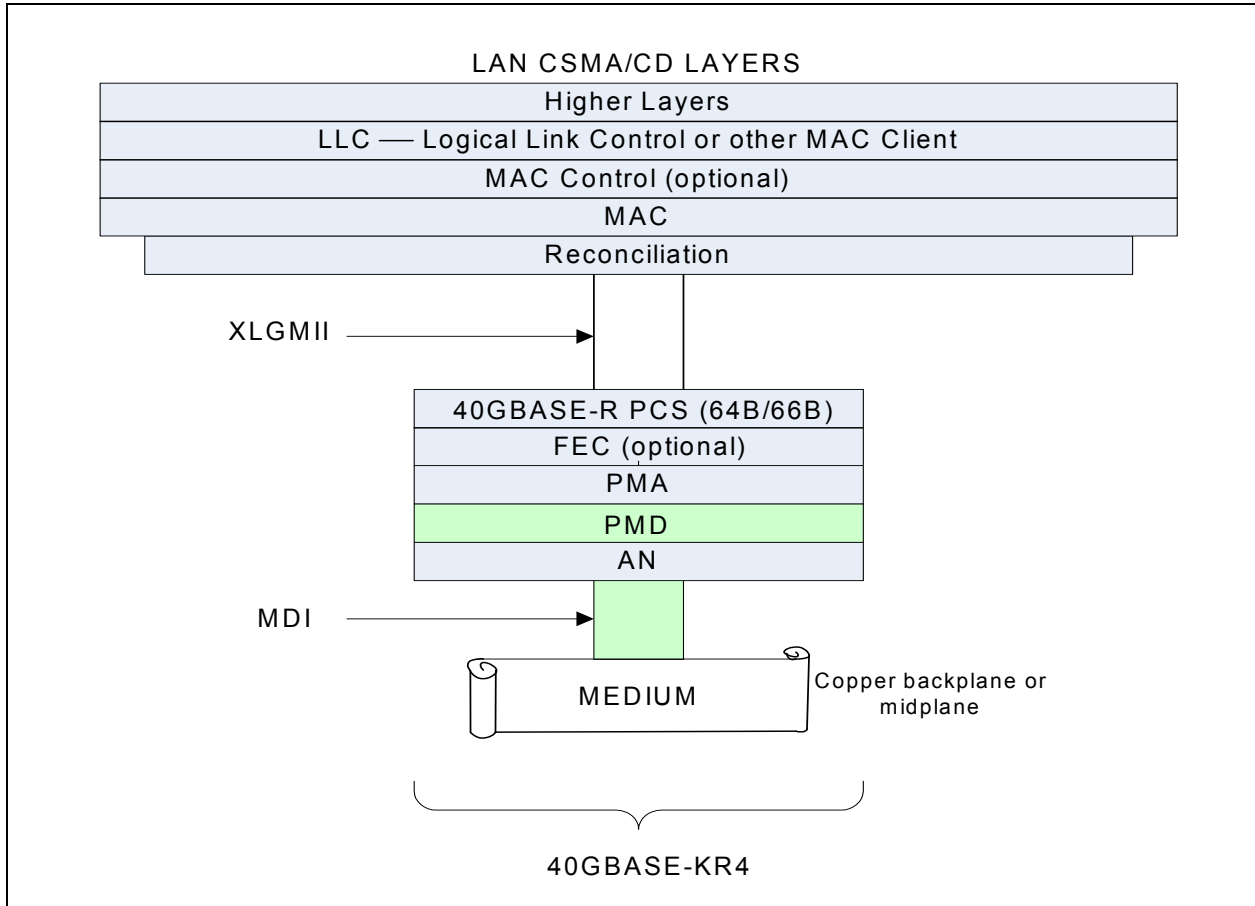 LAN CSMA/CD LAYERS
Higher Layers
LLC — Logical Link Control or other MAC Client
MAC Control (optional)
MAC
Reconciliation
XLGMII
40GBASE-R PCS (64B/66B)
FEC (optional)
PMA
PMD
AN
MDI
MEDIUM
Copper backplane or
midplane
40GBASE-KR4